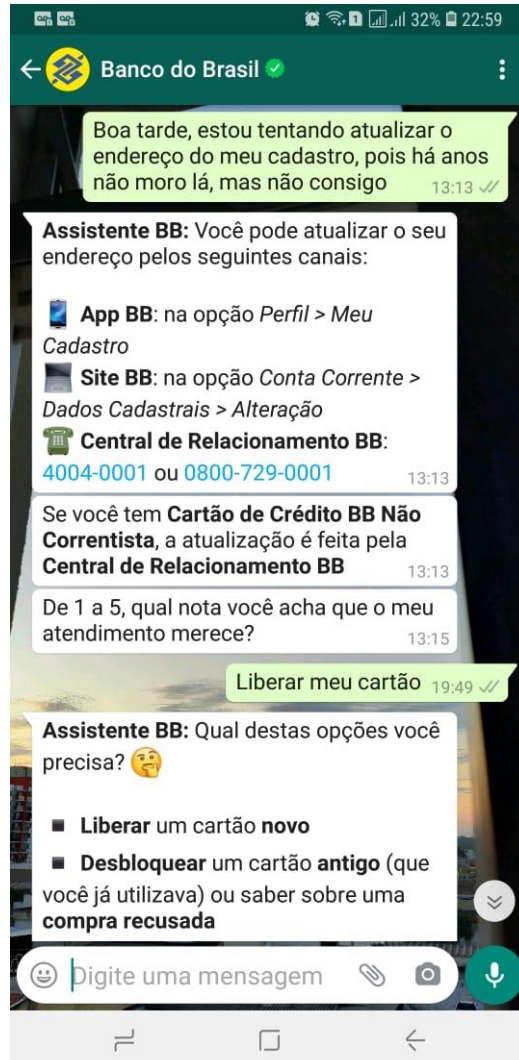 32% 22:59
Banco do Brasil
Boa tarde, estou tentando atualizar o
endereço do meu cadastro, pois há anos
não moro lá, mas não consigo 13:13
Assistente BB: Você pode atualizar o seu
endereço pelos seguintes canais:
App BB: na opção Perfil > Meu
Cadastro
Site BB: na opção Conta Corrente >
Dados Cadastrais > Alteração
Central de Relacionamento BB:
4004-0001 ou 0800-729-0001 13:13
Se você tem Cartão de Crédito BB Não
Correntista, a atualização é feita pela
Central de Relacionamento BB 13:13
De 1 a 5, qual nota você acha que o meu
atendimento merece? 13:15
Liberar meu cartão 19:49
Assistente BB: Qual destas opções você
precisa?
Liberar um cartão novo
Desbloquear um cartão antigo (que
você já utilizava) ou saber sobre uma
compra recusada
Digite uma mensagem